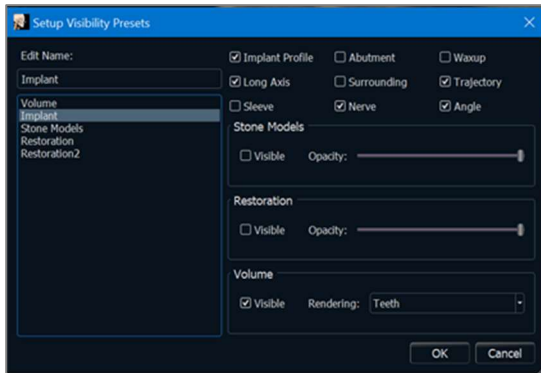 Setup Visibility Presets
Edit Name:
Implant
Volume
Implant
Stone Models
Restoration
Restoration2
Implant Profile Abutment Waxup
Long Axis Surrounding Trajectory
Sleeve Nerve Angle
Stone Models
Visible Opacity:
Restoration
Visible Opacity:
Volume
Visible Rendering: Teeth
OK Cancel